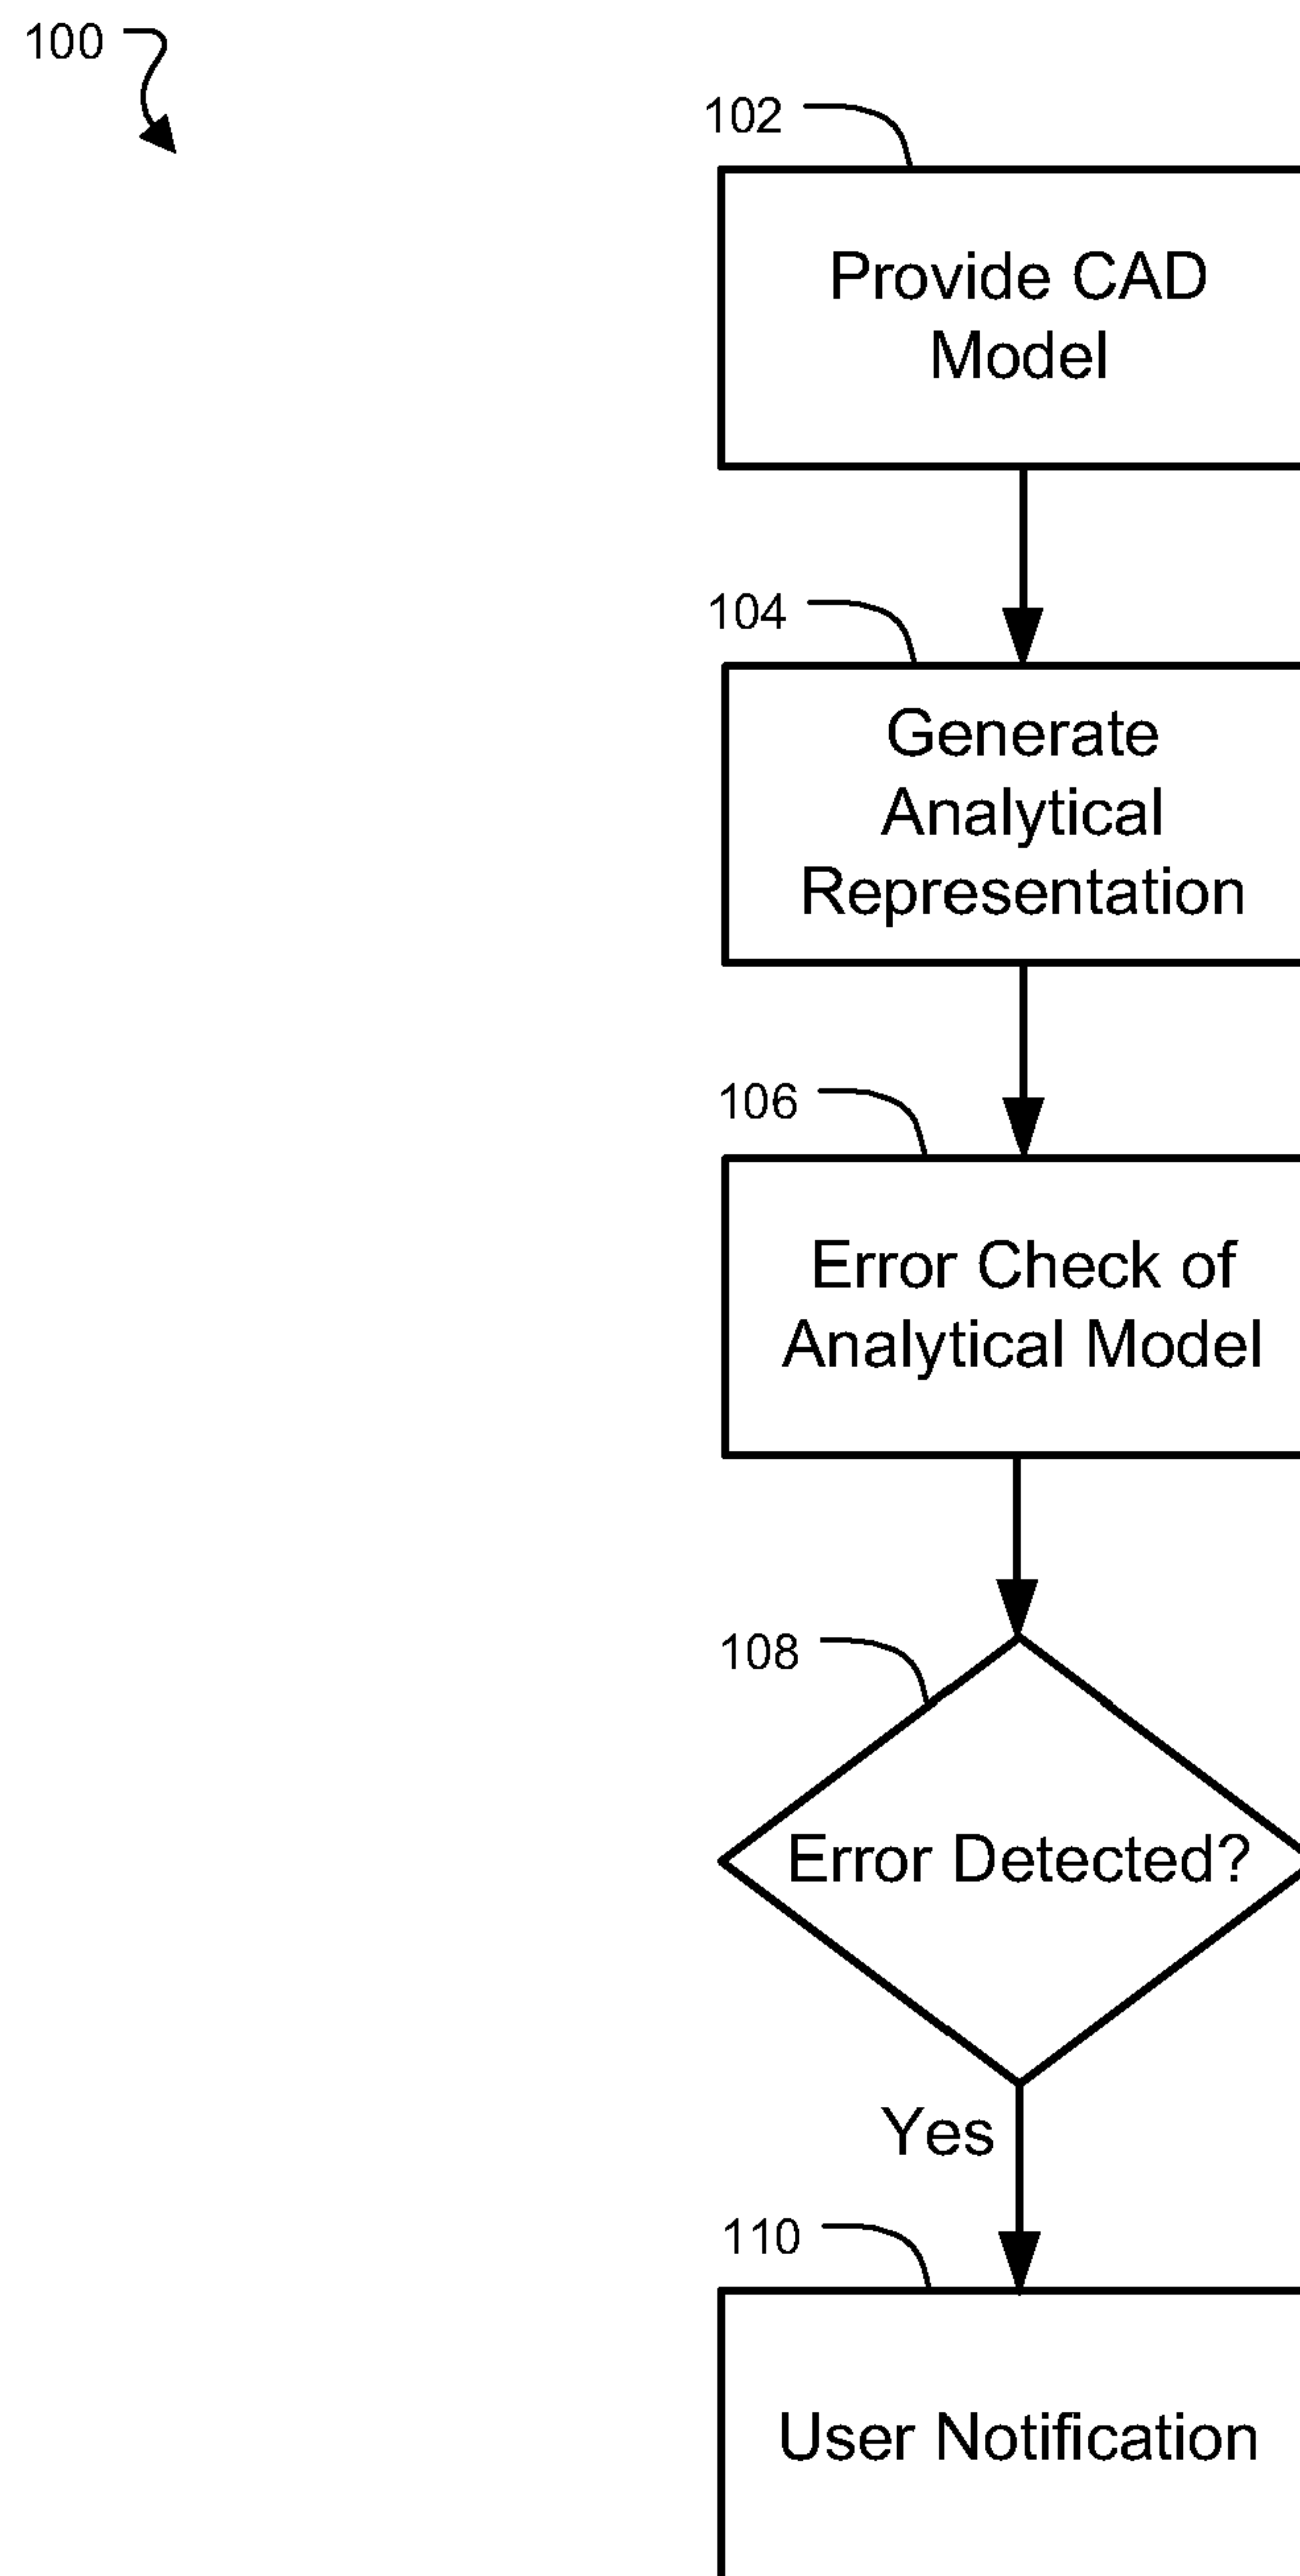 100
102
Provide CAD
Model
104
Generate
Analytical
Representation
106
Error Check of
Analytical Model
108
Error Detected?
Yes
110
User Notification